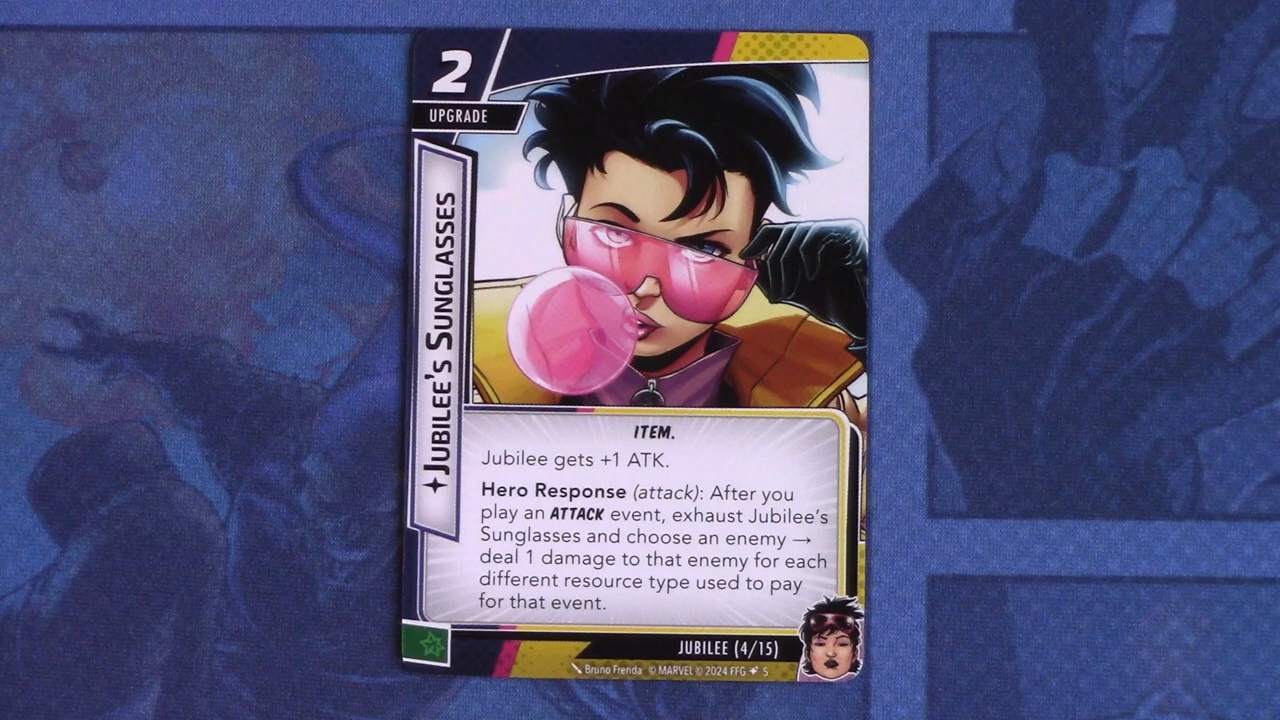 2
UPGRADE
JUBILEE'S SUNGLASSES
ITEM.
Jubilee gets +1 ATK.
Hero Response (attack): After you
play an ATTACK event, exhaust Jubilee's
Sunglasses and choose an enemy →
deal 1 damage to that enemy for each
different resource type used to pay
for that event.
JUBILEE (4/15)
Bruno Frenda © MARVEL © 2024 FFG ✦ 5